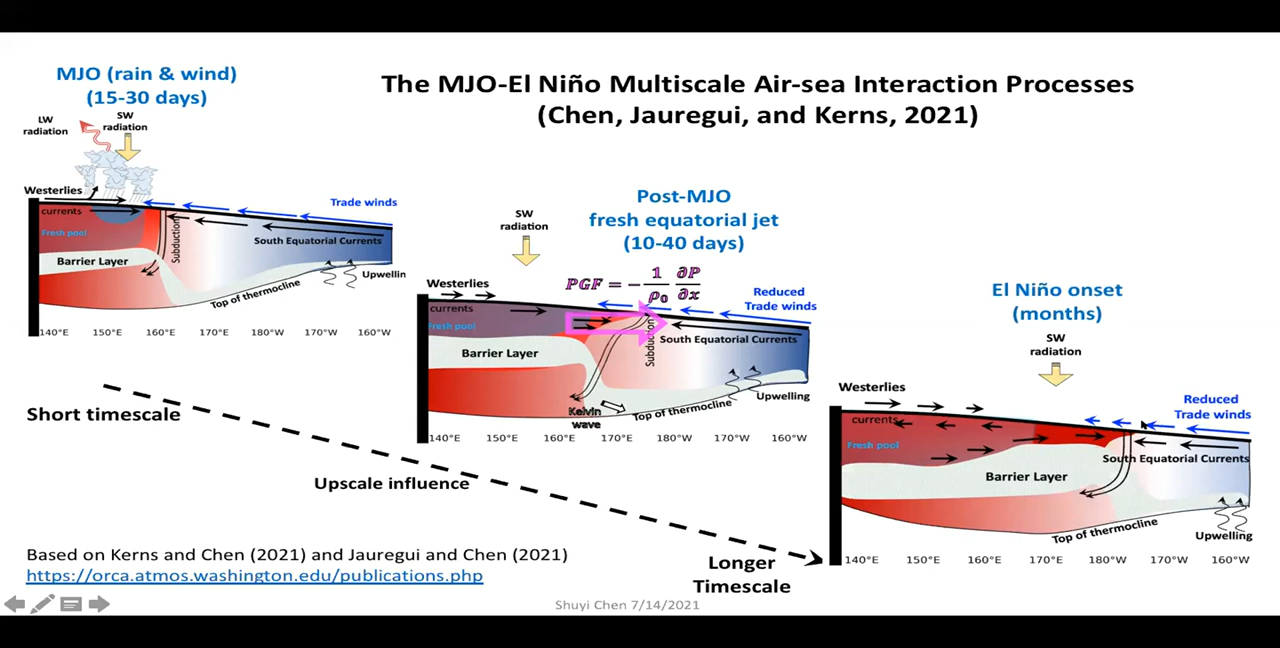 The MJO-El Niño Multiscale Air-sea Interaction Processes
(Chen, Jauregui, and Kerns, 2021)
MJO (rain & wind)
(15-30 days)
LW
radiation
SW
radiation
Westerlies
Trade winds
currents
Fresh pool
Subduction
South Equatorial Currents
Barrier Layer
Upwellin
Top of thermocline
140°E 150°E 160°E 170°E 180°W 170°W 160°W
Post-MJO
fresh equatorial jet
(10-40 days)
SW
radiation
PGF = − 1/ρ₀ ∂P/∂x
Westerlies
Reduced
Trade winds
currents
Fresh pool
Subduction
South Equatorial Currents
Barrier Layer
Upwelling
Kelvin
wave
Top of thermocline
140°E 150°E 160°E 170°E 180°W 170°W 160°W
El Niño onset
(months)
SW
radiation
Westerlies
Reduced
Trade winds
currents
Fresh pool
South Equatorial Currents
Barrier Layer
Upwelling
Top of thermocline
140°E 150°E 160°E 170°E 180°W 170°W 160°W
Short timescale
Upscale influence
Longer
Timescale
Based on Kerns and Chen (2021) and Jauregui and Chen (2021)
https://orca.atmos.washington.edu/publications.php
Shuyi Chen 7/14/2021